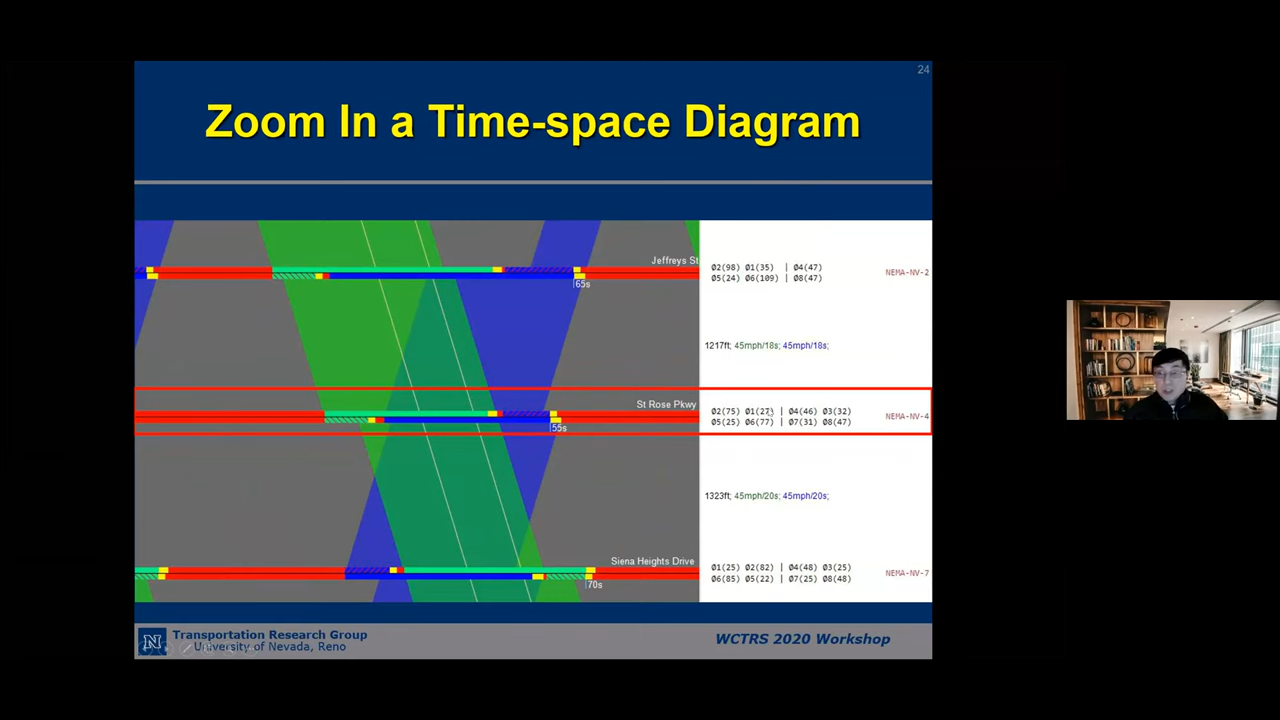 24
Zoom In a Time-space Diagram
Jeffreys St
Ø2(98) Ø1(35) | Ø4(47)
Ø5(24) Ø6(109) | Ø8(47)
NEMA-NV-2
65s
1217ft; 45mph/18s; 45mph/18s;
St Rose Pkwy
Ø2(75) Ø1(27) | Ø4(46) Ø3(32)
Ø5(25) Ø6(77) | Ø7(31) Ø8(47)
NEMA-NV-4
55s
1323ft; 45mph/20s; 45mph/20s;
Siena Heights Drive
Ø1(25) Ø2(82) | Ø4(48) Ø3(25)
Ø6(85) Ø5(22) | Ø7(25) Ø8(48)
NEMA-NV-7
70s
N
Transportation Research Group
University of Nevada, Reno
WCTRS 2020 Workshop